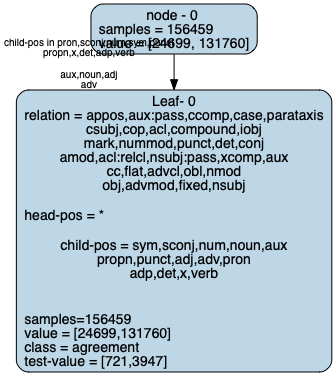 node - 0
samples = 156459
child-pos in pron,sconj,
value = [24699, 131760]
propn,x,det,adp,verb
aux,noun,adj
adv
Leaf- 0
relation = appos,aux:pass,ccomp,case,parataxis
csubj,cop,acl,compound,iobj
mark,nummod,punct,det,conj
amod,acl:relcl,nsubj:pass,xcomp,aux
cc,flat,advcl,obl,nmod
obj,advmod,fixed,nsubj
head-pos = *
child-pos = sym,sconj,num,noun,aux
propn,punct,adj,adv,pron
adp,det,x,verb
samples=156459
value = [24699,131760]
class = agreement
test-value = [721,3947]